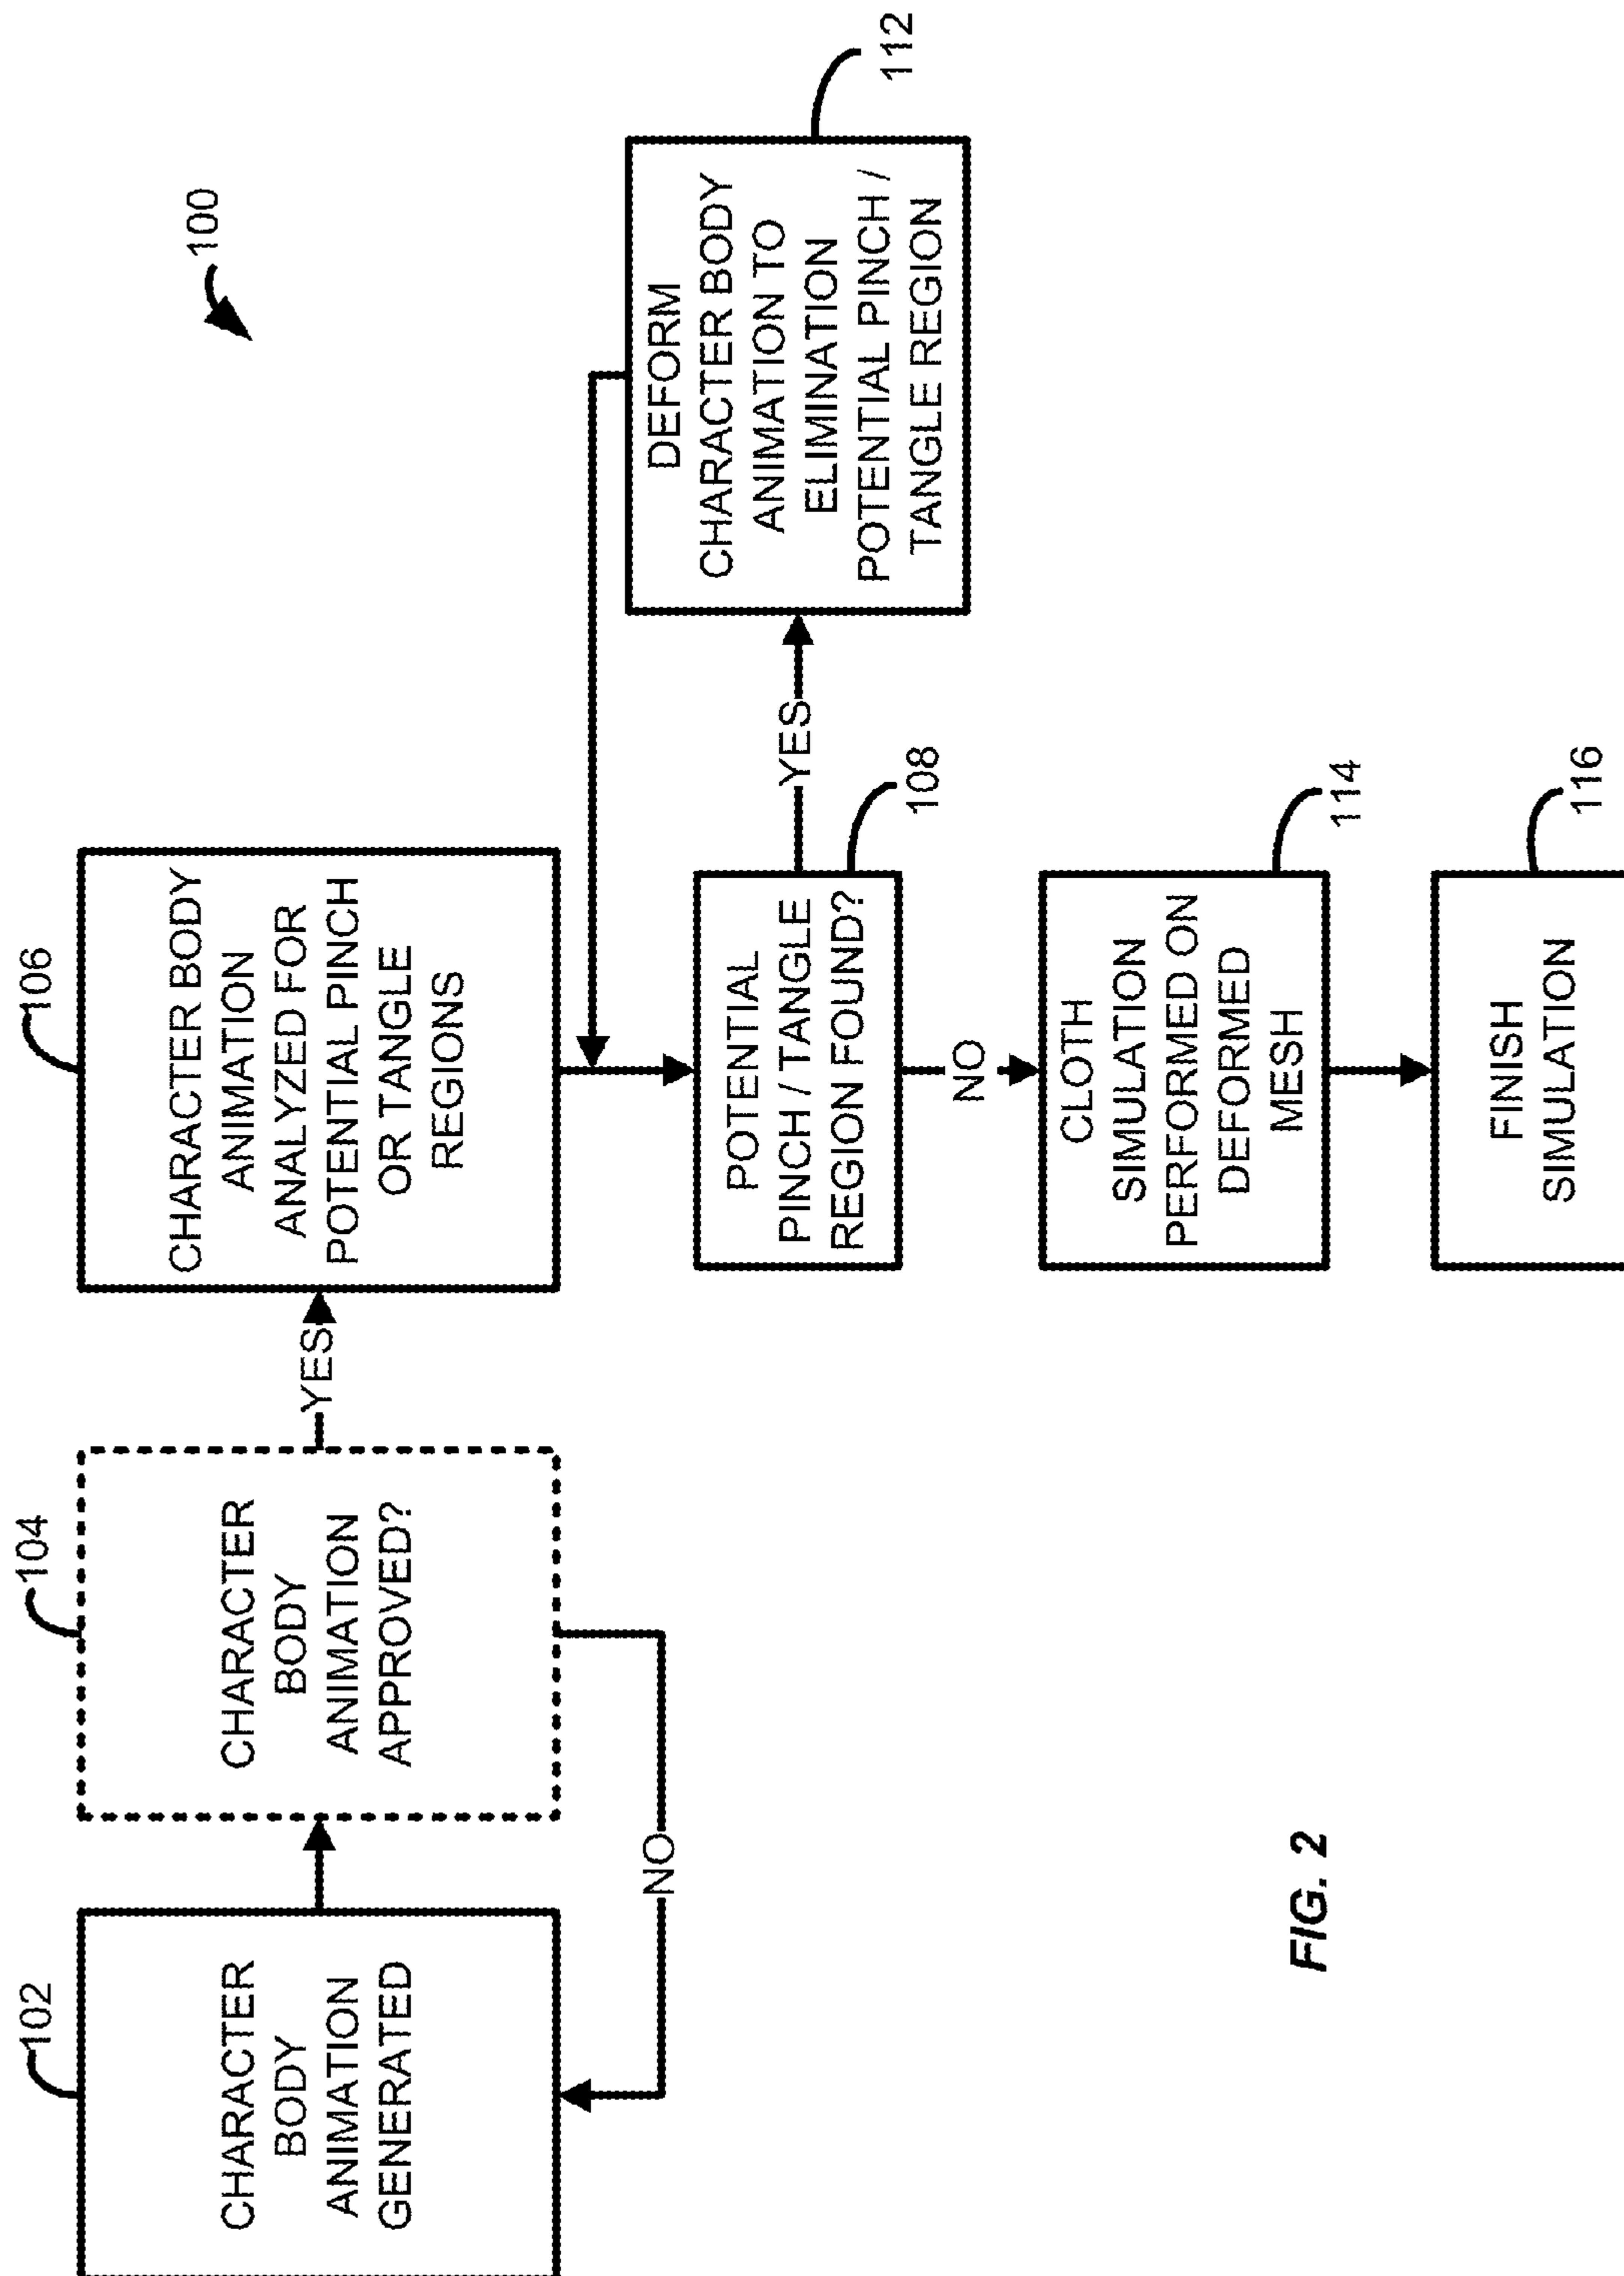 100
102
CHARACTER
BODY
ANIMATION
GENERATED
104
CHARACTER
BODY
ANIMATION
APPROVED?
NO
YES
106
CHARACTER BODY
ANIMATION
ANALYZED FOR
POTENTIAL PINCH
OR TANGLE
REGIONS
POTENTIAL
PINCH / TANGLE
REGION FOUND?
108
YES
DEFORM
CHARACTER BODY
ANIMATION TO
ELIMINATION
POTENTIAL PINCH /
TANGLE REGION
112
NO
CLOTH
SIMULATION
PERFORMED ON
DEFORMED
MESH
114
FINISH
SIMULATION
116
FIG. 2